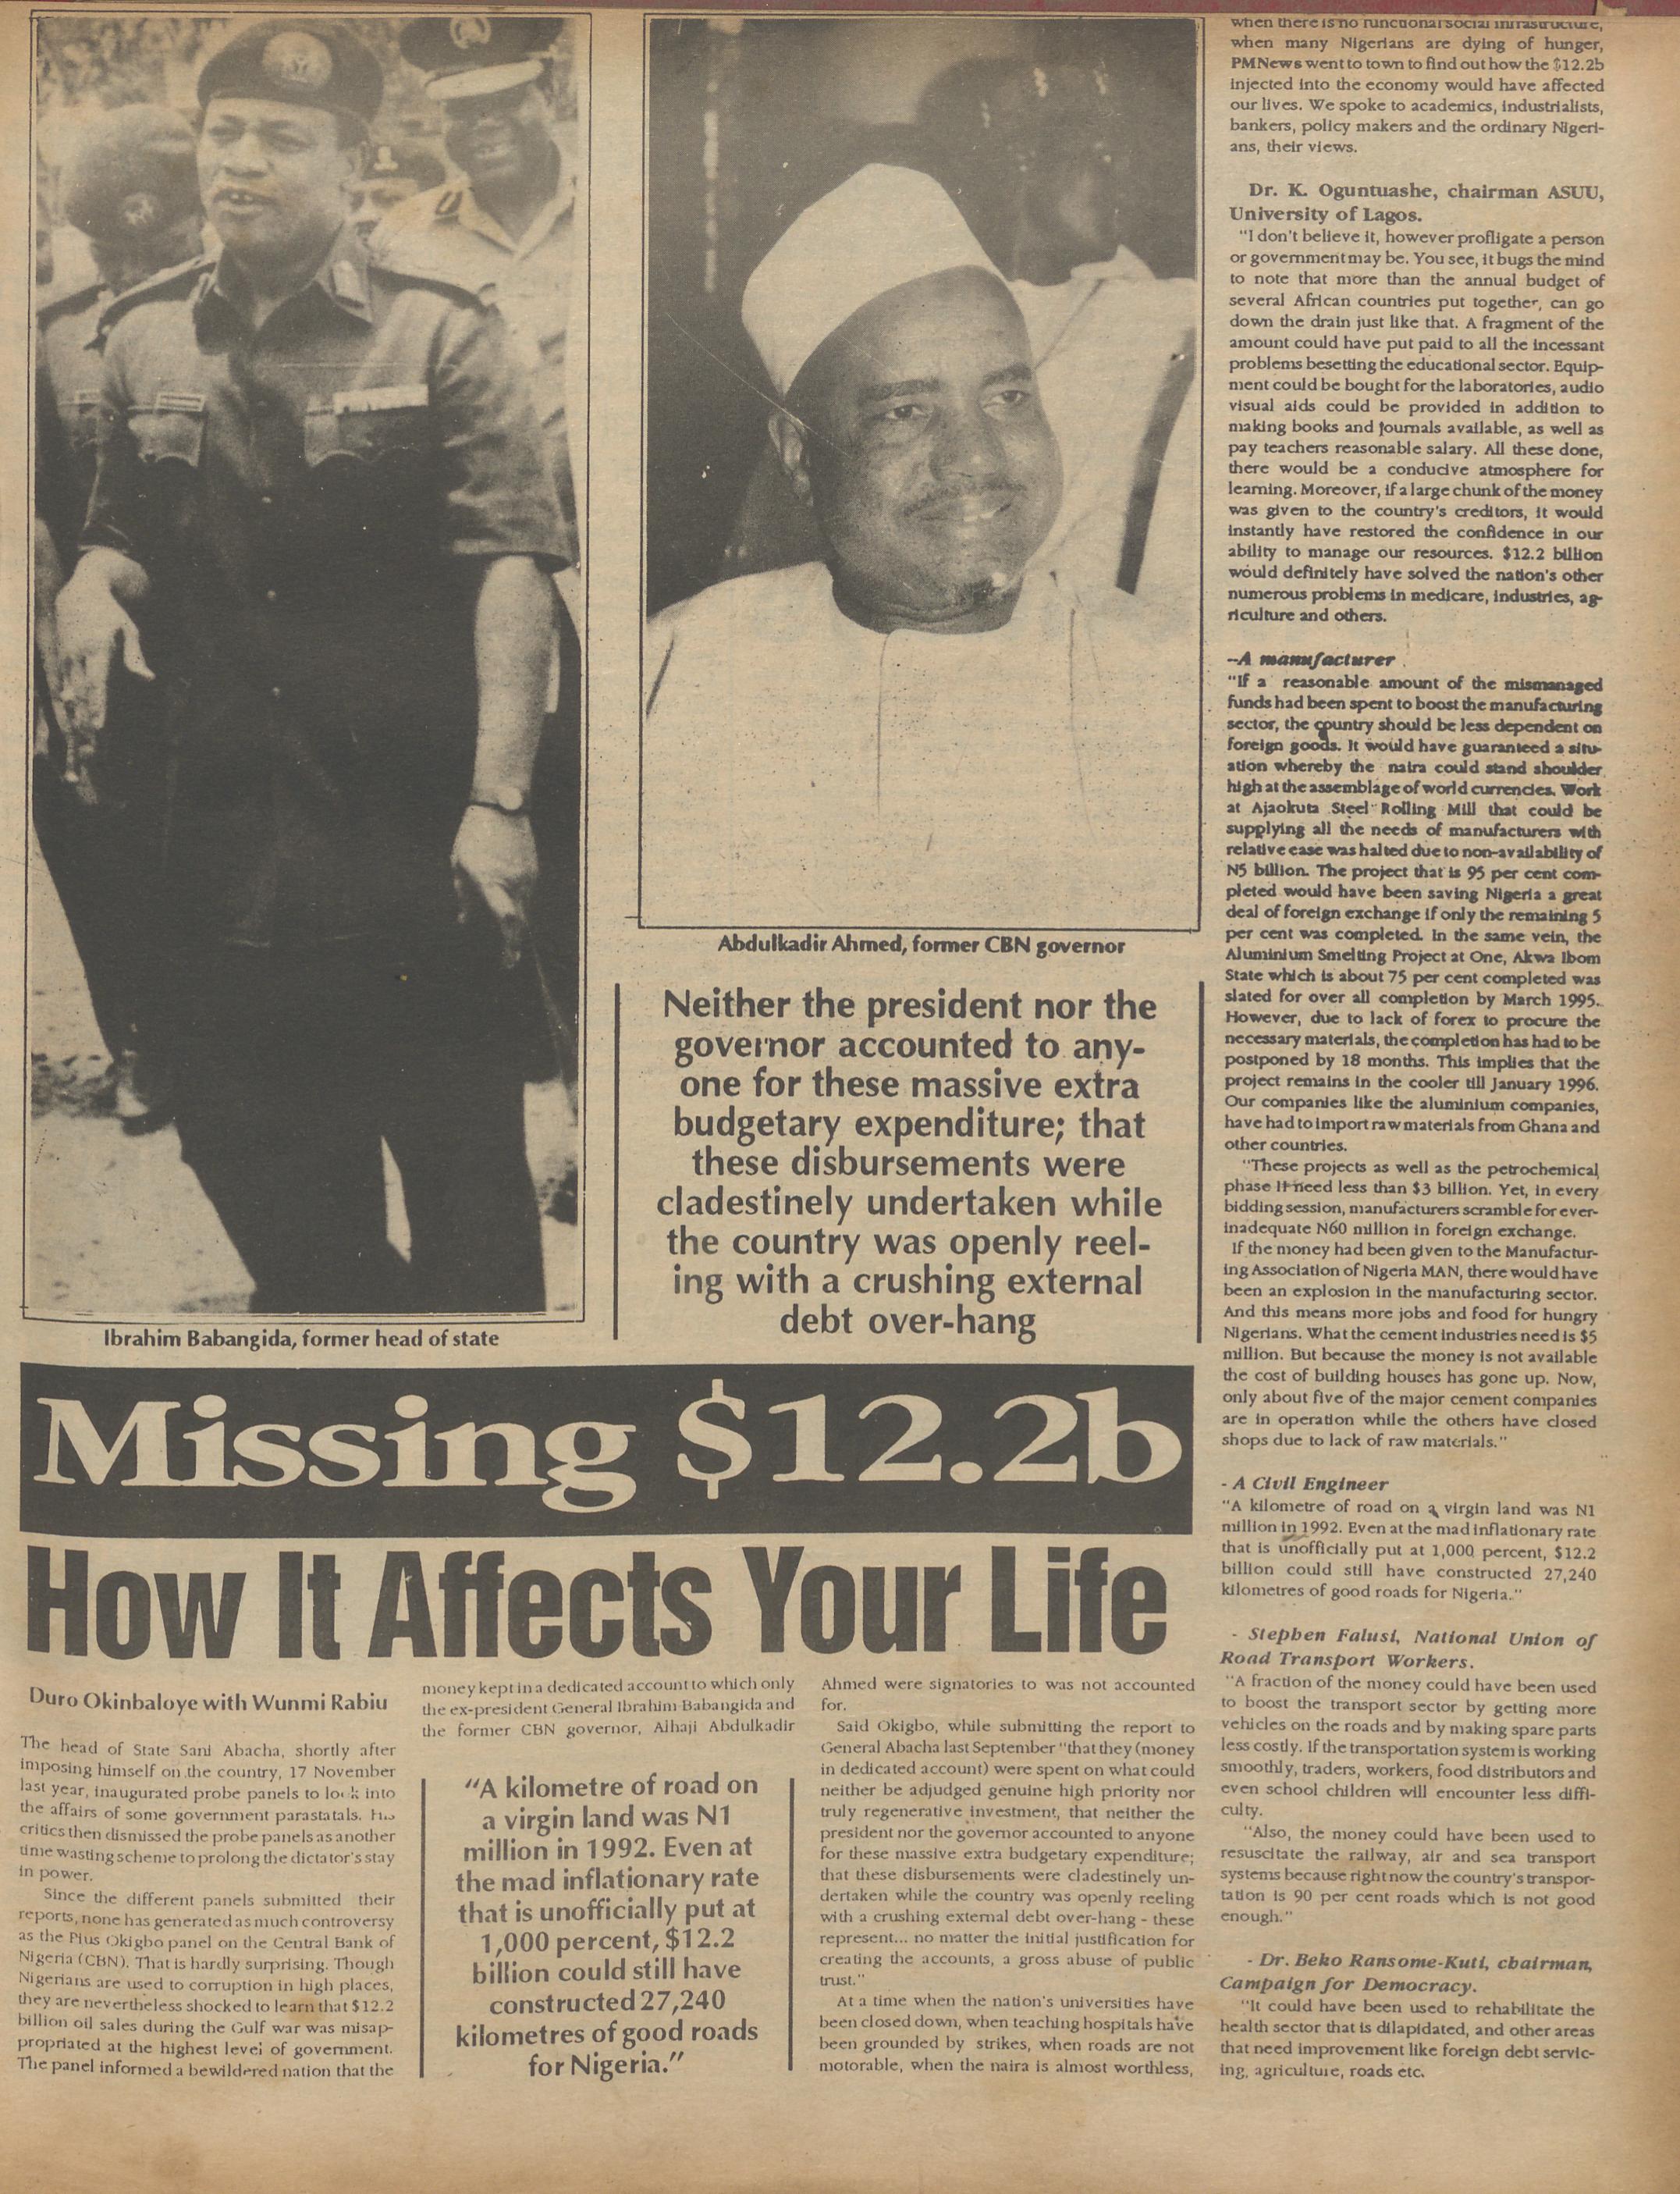 Ibrahim Babangida, former head of state
Abdulkadir Ahmed, former CBN governor
Neither the president nor the
governor accounted to any-
one for these massive extra
budgetary expenditure; that
these disbursements were
cladestinely undertaken while
the country was openly reel-
ing with a crushing external
debt over-hang
Missing $12.2b
How It Affects Your Life
Duro Okinbaloye with Wunmi Rabiu
The head of State Sani Abacha, shortly after
imposing himself on the country, 17 November
last year, inaugurated probe panels to look into
the affairs of some government parastatals. His
critics then dismissed the probe panels as another
time wasting scheme to prolong the dictator's stay
in power.
Since the different panels submitted their
reports, none has generated as much controversy
as the Pius Okigbo panel on the Central Bank of
Nigeria (CBN). That is hardly surprising. Though
Nigerians are used to corruption in high places,
they are nevertheless shocked to learn that $12.2
billion oil sales during the Gulf war was misap-
propriated at the highest level of government.
The panel informed a bewildered nation that the
money kept in a dedicated account to which only
the ex-president General Ibrahim Babangida and
the former CBN governor, Alhaji Abdulkadir
"A kilometre of road on
a virgin land was N1
million in 1992. Even at
the mad inflationary rate
that is unofficially put at
1,000 percent, $12.2
billion could still have
constructed 27,240
kilometres of good roads
for Nigeria."
Ahmed were signatories to was not accounted
for.
Said Okigbo, while submitting the report to
General Abacha last September "that they (money
in dedicated account) were spent on what could
neither be adjudged genuine high priority nor
truly regenerative investment, that neither the
president nor the governor accounted to anyone
for these massive extra budgetary expenditure;
that these disbursements were cladestinely un-
dertaken while the country was openly reeling
with a crushing external debt over-hang - these
represent... no matter the initial justification for
creating the accounts, a gross abuse of public
trust."
At a time when the nation's universities have
been closed down, when teaching hospitals have
been grounded by strikes, when roads are not
motorable, when the naira is almost worthless,
when there is no functional social infrastructure,
when many Nigerians are dying of hunger,
PMNews went to town to find out how the $12.2b
injected into the economy would have affected
our lives. We spoke to academics, industrialists,
bankers, policy makers and the ordinary Nigeri-
ans, their views.
Dr. K. Oguntuashe, chairman ASUU,
University of Lagos.
"I don't believe it, however profligate a person
or government may be. You see, it bugs the mind
to note that more than the annual budget of
several African countries put together, can go
down the drain just like that. A fragment of the
amount could have put paid to all the incessant
problems besetting the educational sector. Equip-
ment could be bought for the laboratories, audio
visual aids could be provided in addition to
making books and journals available, as well as
pay teachers reasonable salary. All these done,
there would be a conducive atmosphere for
learning. Moreover, if a large chunk of the money
was given to the country's creditors, it would
instantly have restored the confidence in our
ability to manage our resources. $12.2 billion
would definitely have solved the nation's other
numerous problems in medicare, industries, ag-
riculture and others.
--A manufacturer
"If a reasonable amount of the mismanaged
funds had been spent to boost the manufacturing
sector, the country should be less dependent on
foreign goods. It would have guaranteed a situ-
ation whereby the naira could stand shoulder
high at the assemblage of world currencies. Work
at Ajaokuta Steel Rolling Mill that could be
supplying all the needs of manufacturers with
relative ease was halted due to non-availability of
N5 billion. The project that is 95 per cent com-
pleted would have been saving Nigeria a great
deal of foreign exchange if only the remaining 5
per cent was completed. In the same vein, the
Aluminium Smelting Project at One, Akwa Ibom
State which is about 75 per cent completed was
slated for over all completion by March 1995.
However, due to lack of forex to procure the
necessary materials, the completion has had to be
postponed by 18 months. This implies that the
project remains in the cooler till January 1996.
Our companies like the aluminium companies,
have had to import raw materials from Ghana and
other countries.
"These projects as well as the petrochemical
phase II need less than $3 billion. Yet, in every
bidding session, manufacturers scramble for ever-
inadequate N60 million in foreign exchange.
If the money had been given to the Manufactur-
ing Association of Nigeria MAN, there would have
been an explosion in the manufacturing sector.
And this means more jobs and food for hungry
Nigerians. What the cement industries need is $5
million. But because the money is not available
the cost of building houses has gone up. Now,
only about five of the major cement companies
are in operation while the others have closed
shops due to lack of raw materials."
- A Civil Engineer
"A kilometre of road on a virgin land was N1
million in 1992. Even at the mad inflationary rate
that is unofficially put at 1,000 percent, $12.2
billion could still have constructed 27,240
kilometres of good roads for Nigeria."
- Stephen Falusi, National Union of
Road Transport Workers.
"A fraction of the money could have been used
to boost the transport sector by getting more
vehicles on the roads and by making spare parts
less costly. If the transportation system is working
smoothly, traders, workers, food distributors and
even school children will encounter less diffi-
culty.
"Also, the money could have been used to
resuscitate the railway, air and sea transport
systems because right now the country's transpor-
tation is 90 per cent roads which is not good
enough."
- Dr. Beko Ransome-Kuti, chairman,
Campaign for Democracy.
"It could have been used to rehabilitate the
health sector that is dilapidated, and other areas
that need improvement like foreign debt servic-
ing, agriculture, roads etc.